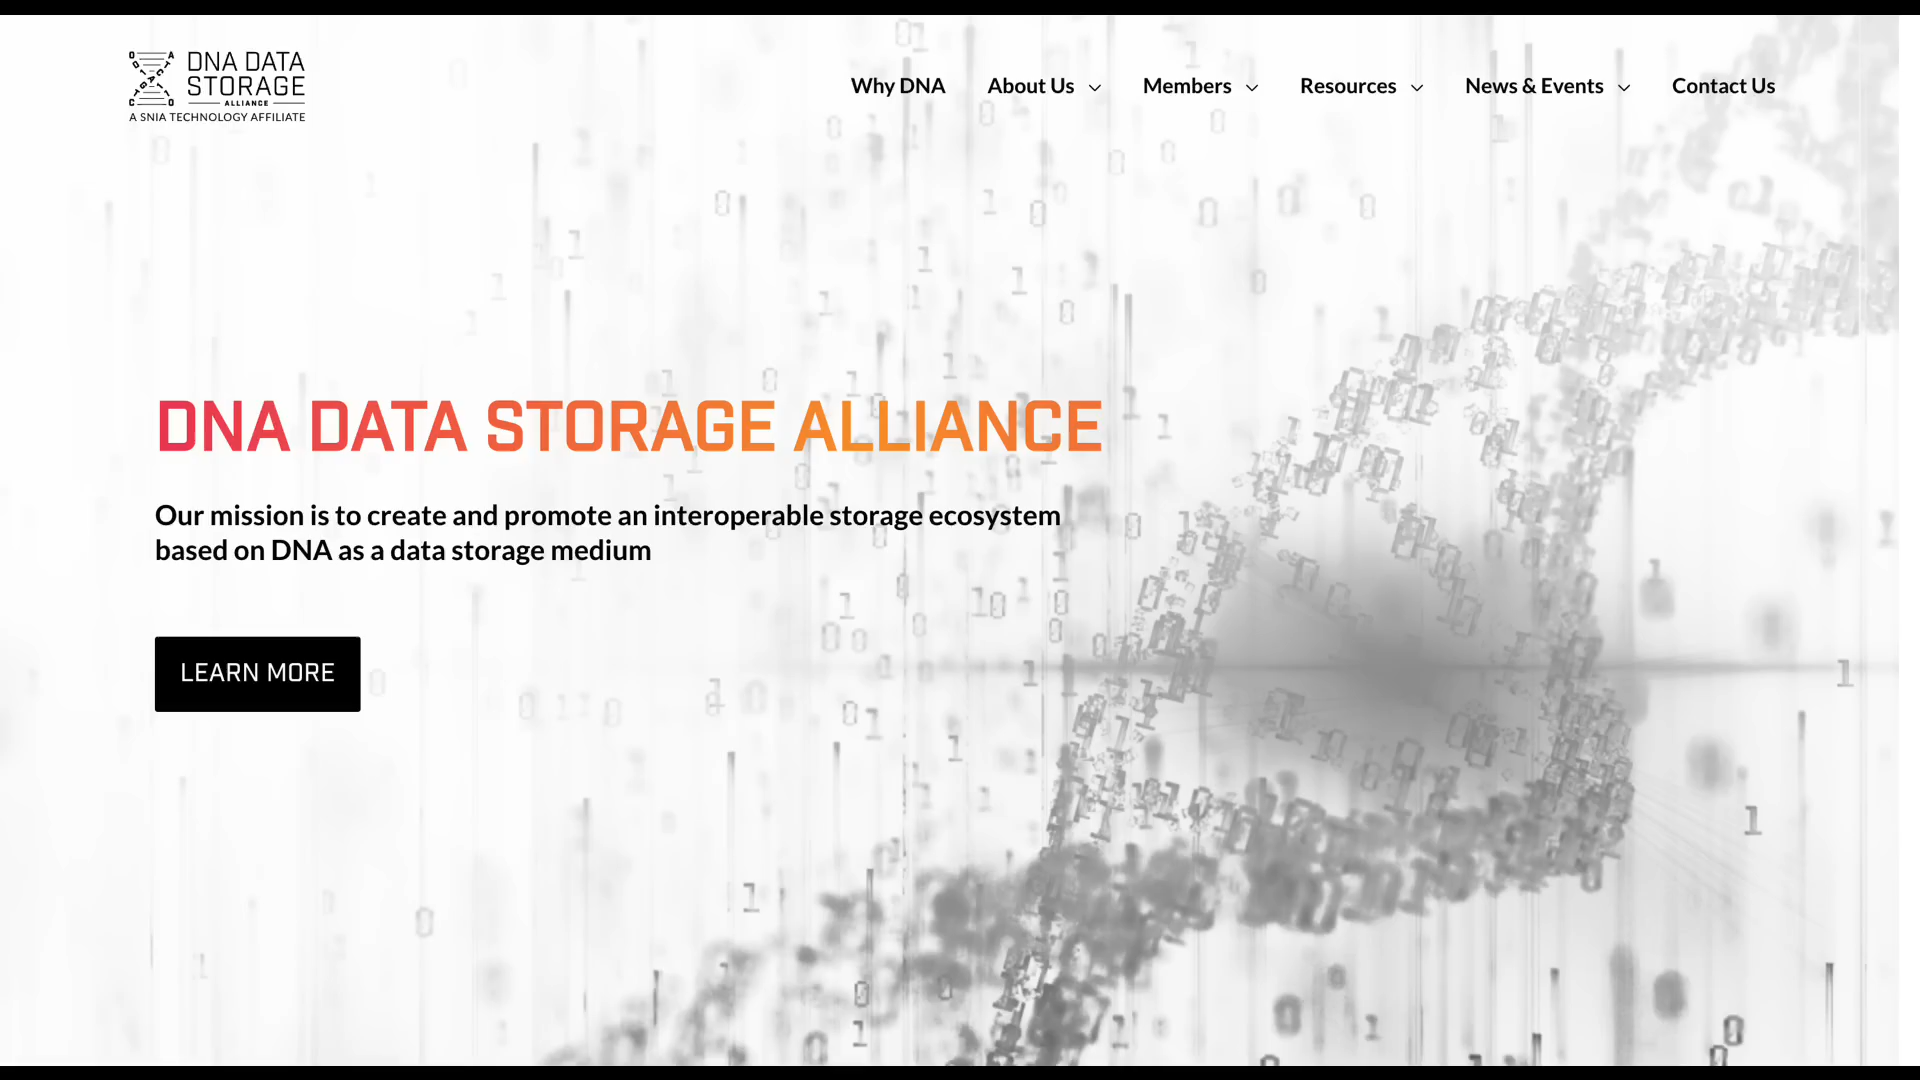 DNA DATA
STORAGE
ALLIANCE
A SNIA TECHNOLOGY AFFILIATE
Why DNA
About Us
Members
Resources
News & Events
Contact Us
DNA DATA STORAGE ALLIANCE
Our mission is to create and promote an interoperable storage ecosystem
based on DNA as a data storage medium
LEARN MORE